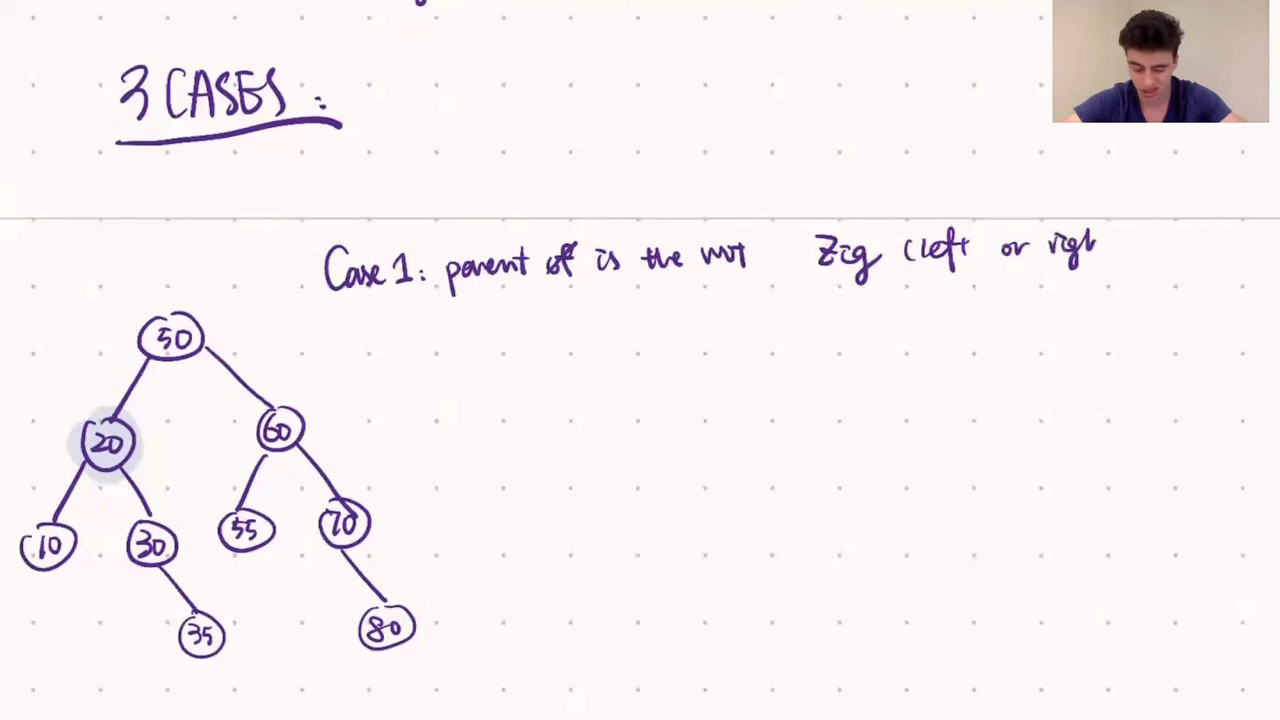 3 CASES :
Case 1: parent of is the root Zig (left or righ
50
20 60
10 30 55 70
35 80